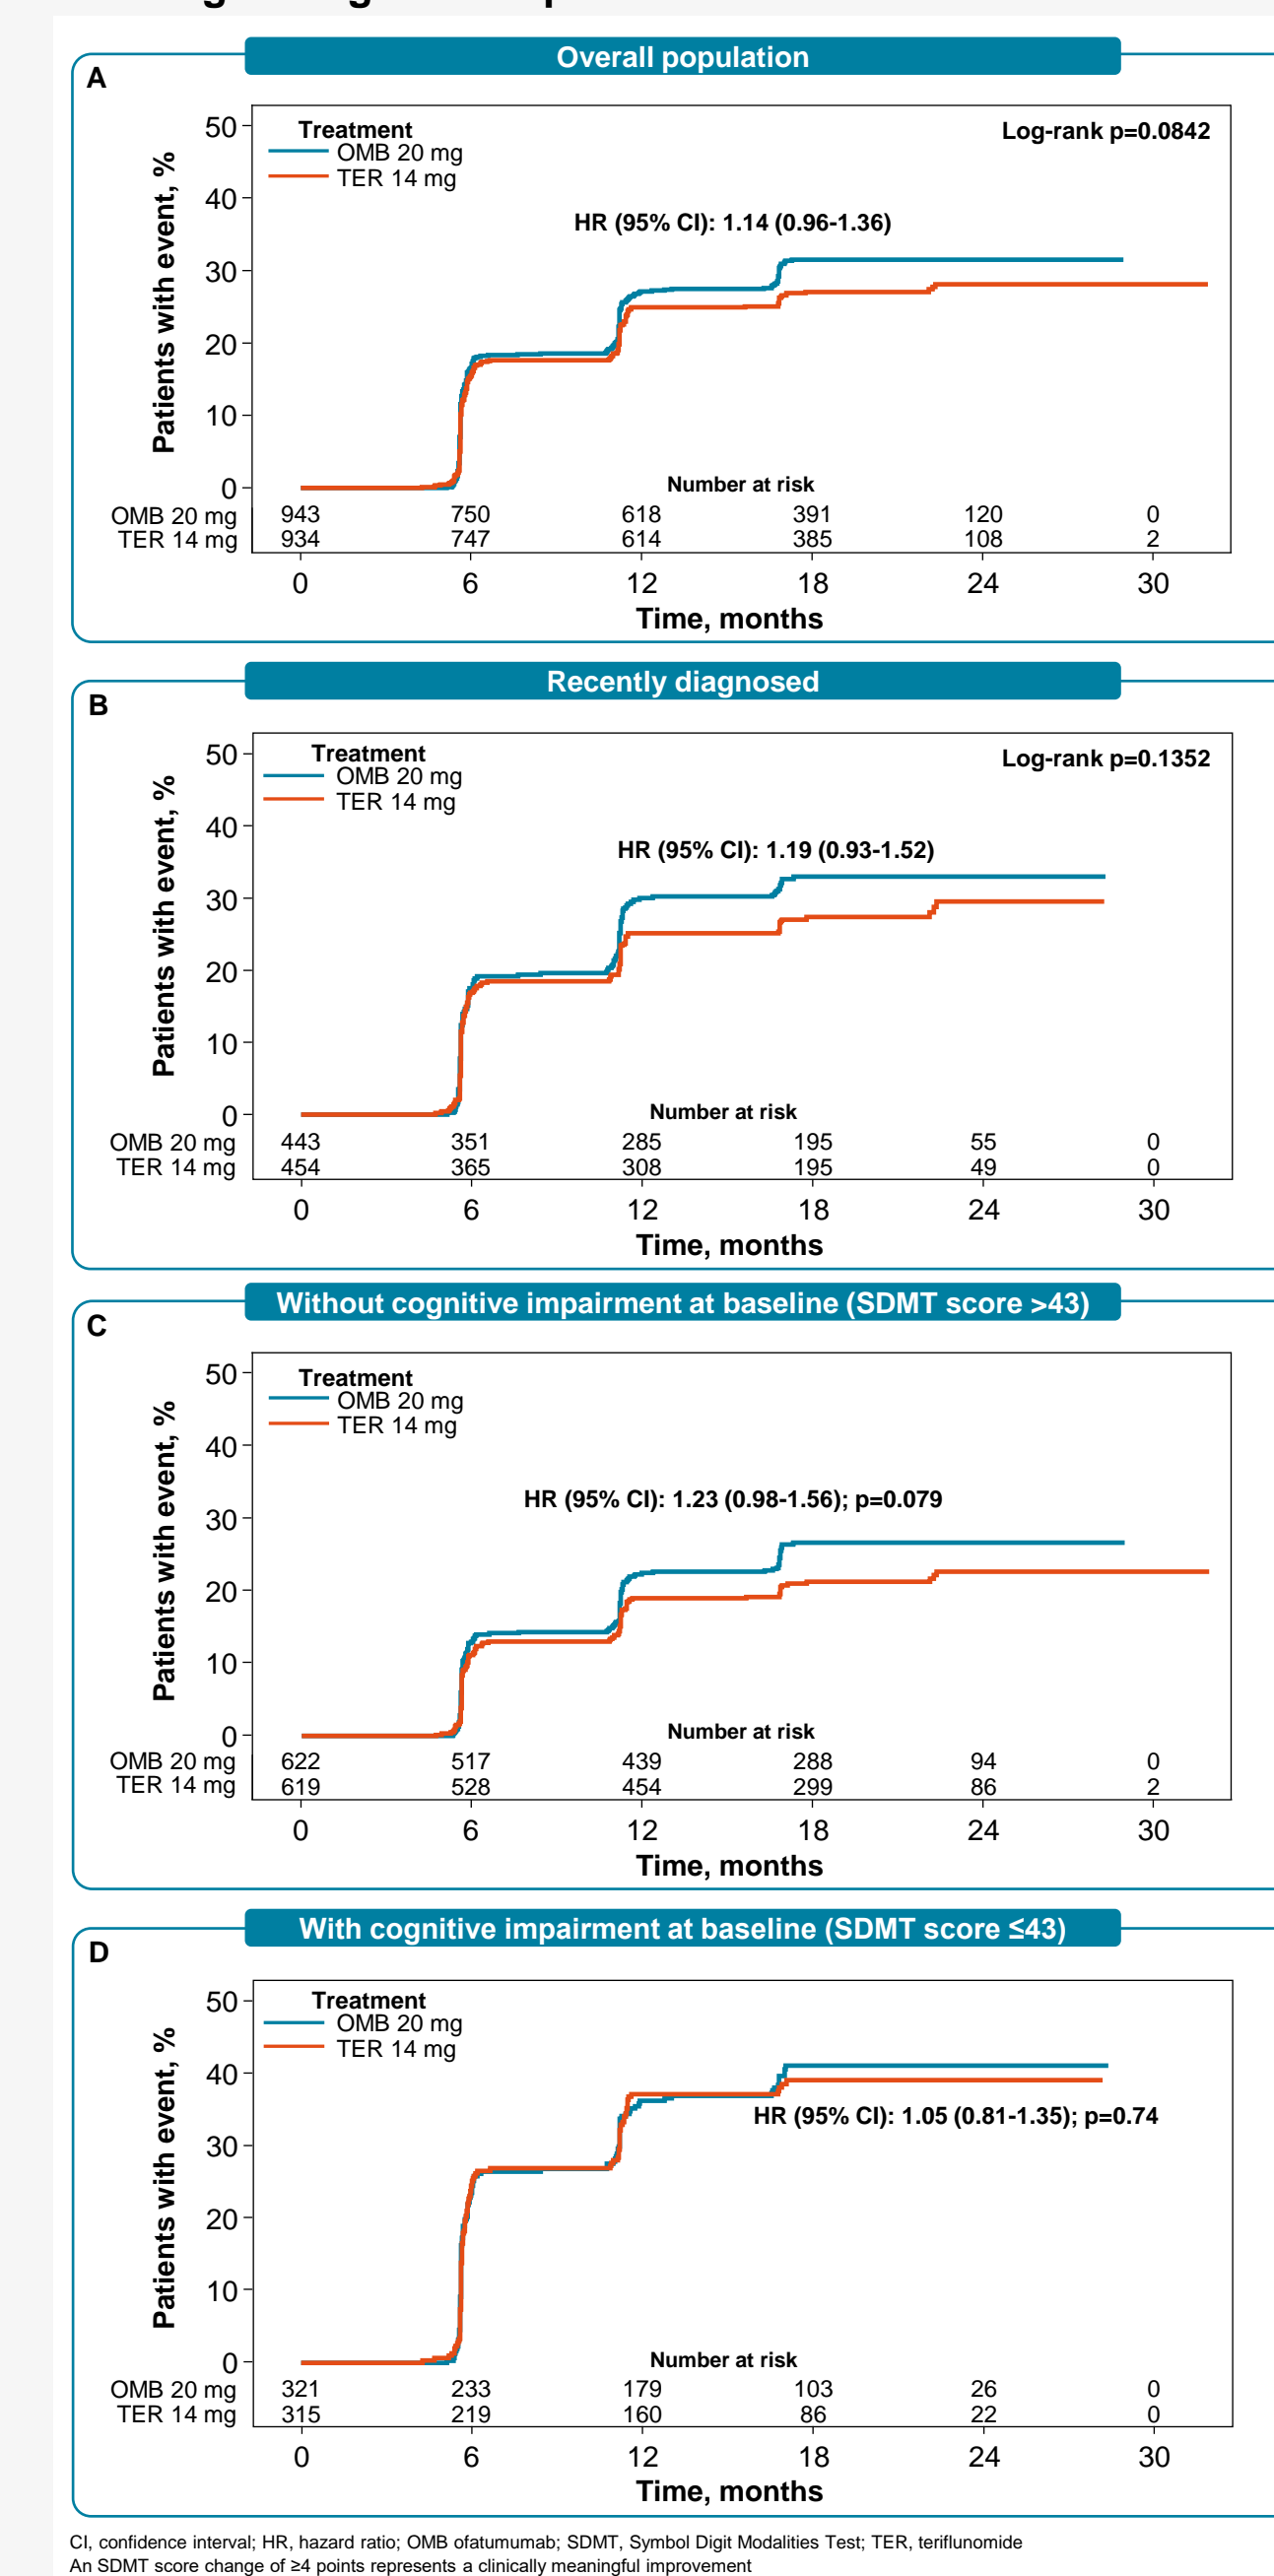 Overall population
A
Treatment
OMB 20 mg
TER 14 mg
Log-rank p=0.0842
HR (95% CI): 1.14 (0.96-1.36)
Patients with event, %
50
40
30
20
10
0
Number at risk
OMB 20 mg 943 750 618 391 120 0
TER 14 mg 934 747 614 385 108 2
0 6 12 18 24 30
Time, months
Recently diagnosed
B
Treatment
OMB 20 mg
TER 14 mg
Log-rank p=0.1352
HR (95% CI): 1.19 (0.93-1.52)
Patients with event, %
50
40
30
20
10
0
Number at risk
OMB 20 mg 443 351 285 195 55 0
TER 14 mg 454 365 308 195 49 0
0 6 12 18 24 30
Time, months
Without cognitive impairment at baseline (SDMT score >43)
C
Treatment
OMB 20 mg
TER 14 mg
HR (95% CI): 1.23 (0.98-1.56); p=0.079
Patients with event, %
50
40
30
20
10
0
Number at risk
OMB 20 mg 622 517 439 288 94 0
TER 14 mg 619 528 454 299 86 2
0 6 12 18 24 30
Time, months
With cognitive impairment at baseline (SDMT score ≤43)
D
Treatment
OMB 20 mg
TER 14 mg
HR (95% CI): 1.05 (0.81-1.35); p=0.74
Patients with event, %
50
40
30
20
10
0
Number at risk
OMB 20 mg 321 233 179 103 26 0
TER 14 mg 315 219 160 86 22 0
0 6 12 18 24 30
Time, months
CI, confidence interval; HR, hazard ratio; OMB ofatumumab; SDMT, Symbol Digit Modalities Test; TER, teriflunomide
An SDMT score change of ≥4 points represents a clinically meaningful improvement